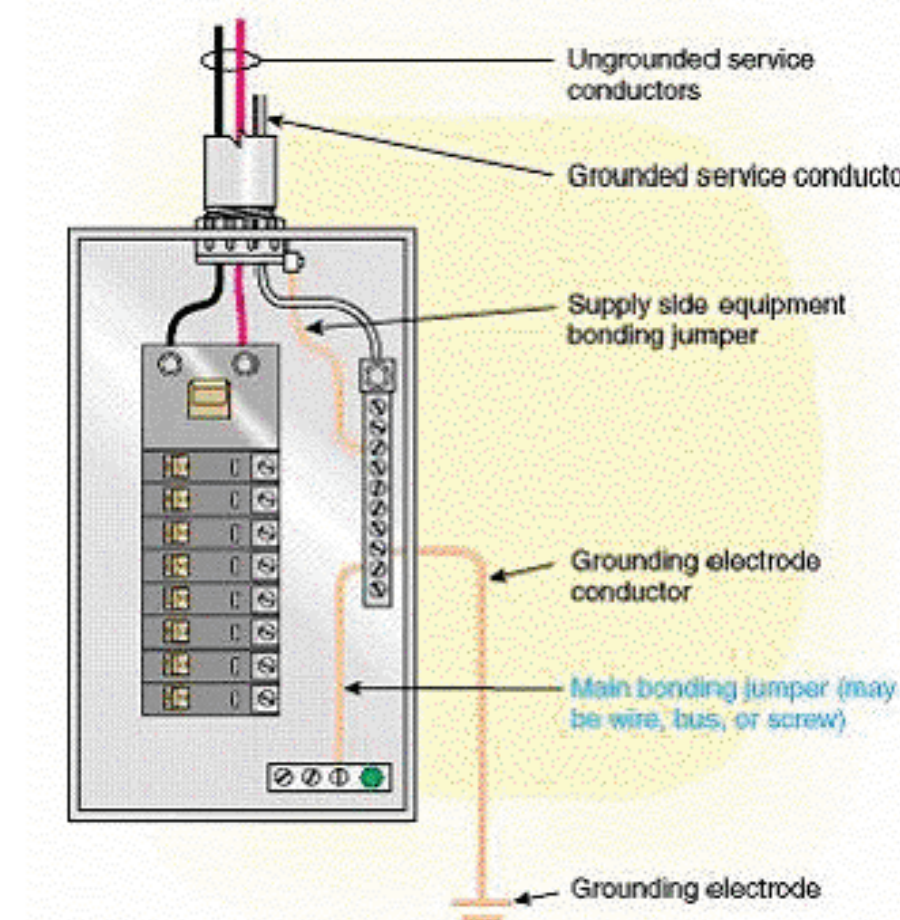 Ungrounded service
conductors
Grounded service conducto
Supply side equipment
bonding jumper
Grounding electrode
conductor
Main bonding jumper (may
be wire, bus, or screw)
Grounding electrode